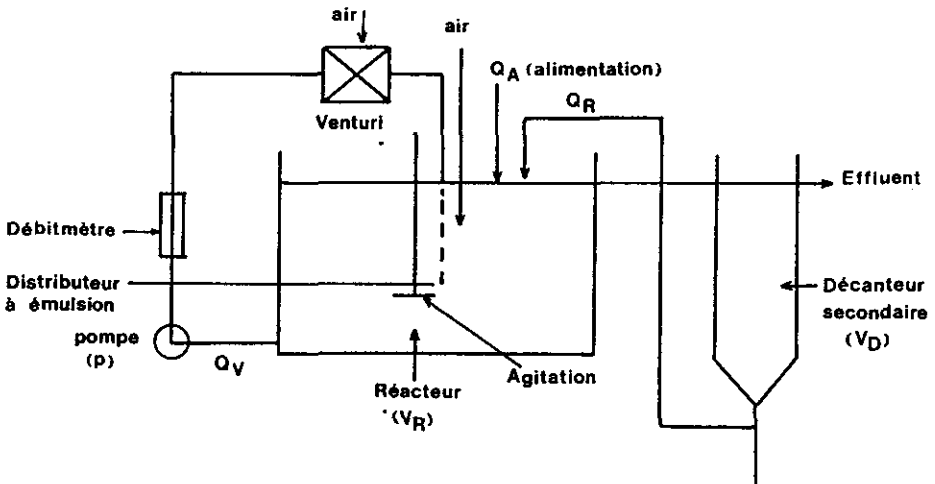 air
air
Q_A (alimentation)
Q_R
Venturi
Effluent
Débitmètre
Distributeur
à émulsion
Décanteur
secondaire
(V_D)
pompe
(p)
Q_V
Agitation
Réacteur
(V_R)